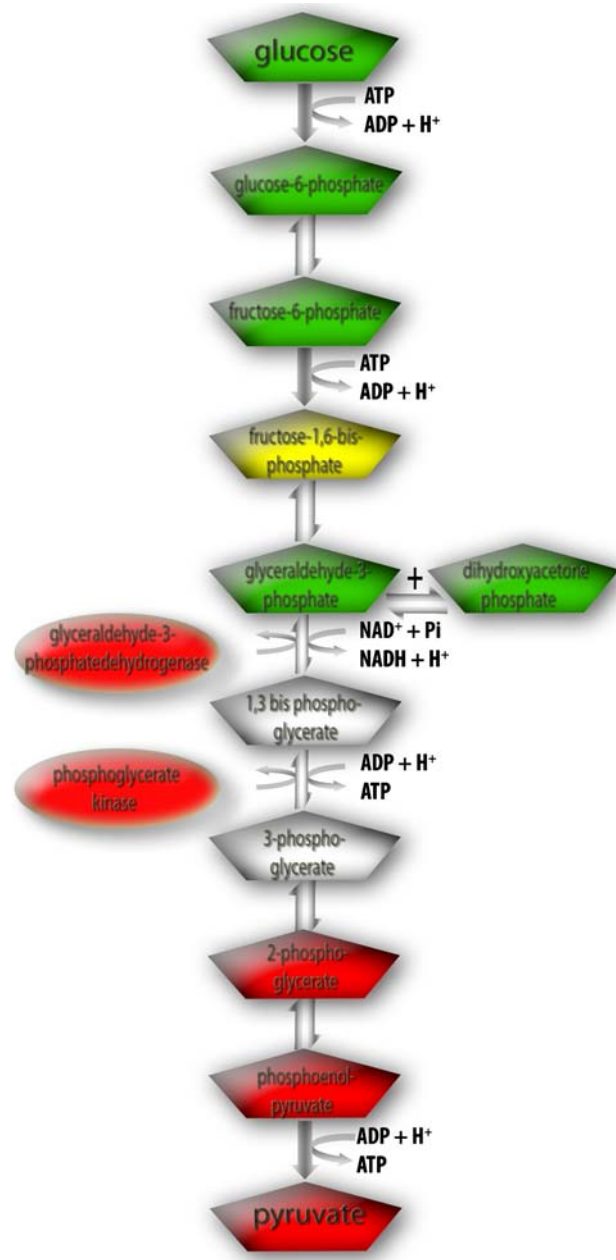 glucose
ATP
ADP + H⁺
glucose-6-phosphate
fructose-6-phosphate
ATP
ADP + H⁺
fructose-1,6-bis-
phosphate
glyceraldehyde-3-
phosphate
+
dihydroxyacetone
phosphate
glyceraldehyde-3-
phosphatedehydrogenase
NAD⁺ + Pi
NADH + H⁺
1,3 bis phospho-
glycerate
phosphoglycerate
kinase
ADP + H⁺
ATP
3-phospho-
glycerate
2-phospho-
glycerate
phosphoenol-
pyruvate
ADP + H⁺
ATP
pyruvate